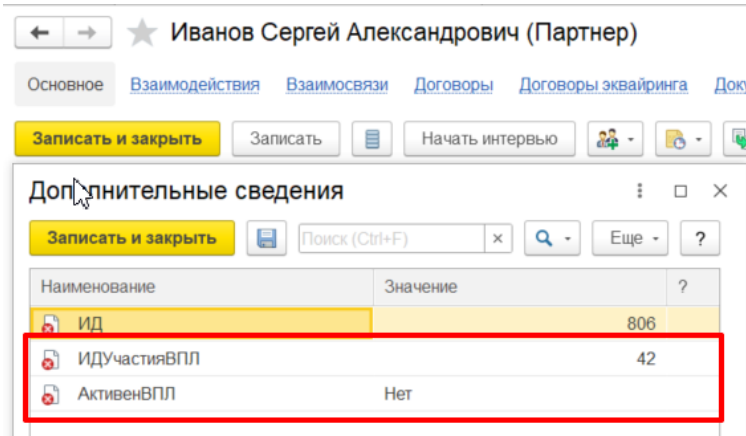 Иванов Сергей Александрович (Партнер)
Основное Взаимодействия Взаимосвязи Договоры Договоры эквайринга
Записать и закрыть Записать Начать интервью
Дополнительные сведения
Записать и закрыть Поиск (Ctrl+F) × Еще ?
Наименование Значение ?
ИД 806
ИДУчастияВПЛ 42
АктивенВПЛ Нет